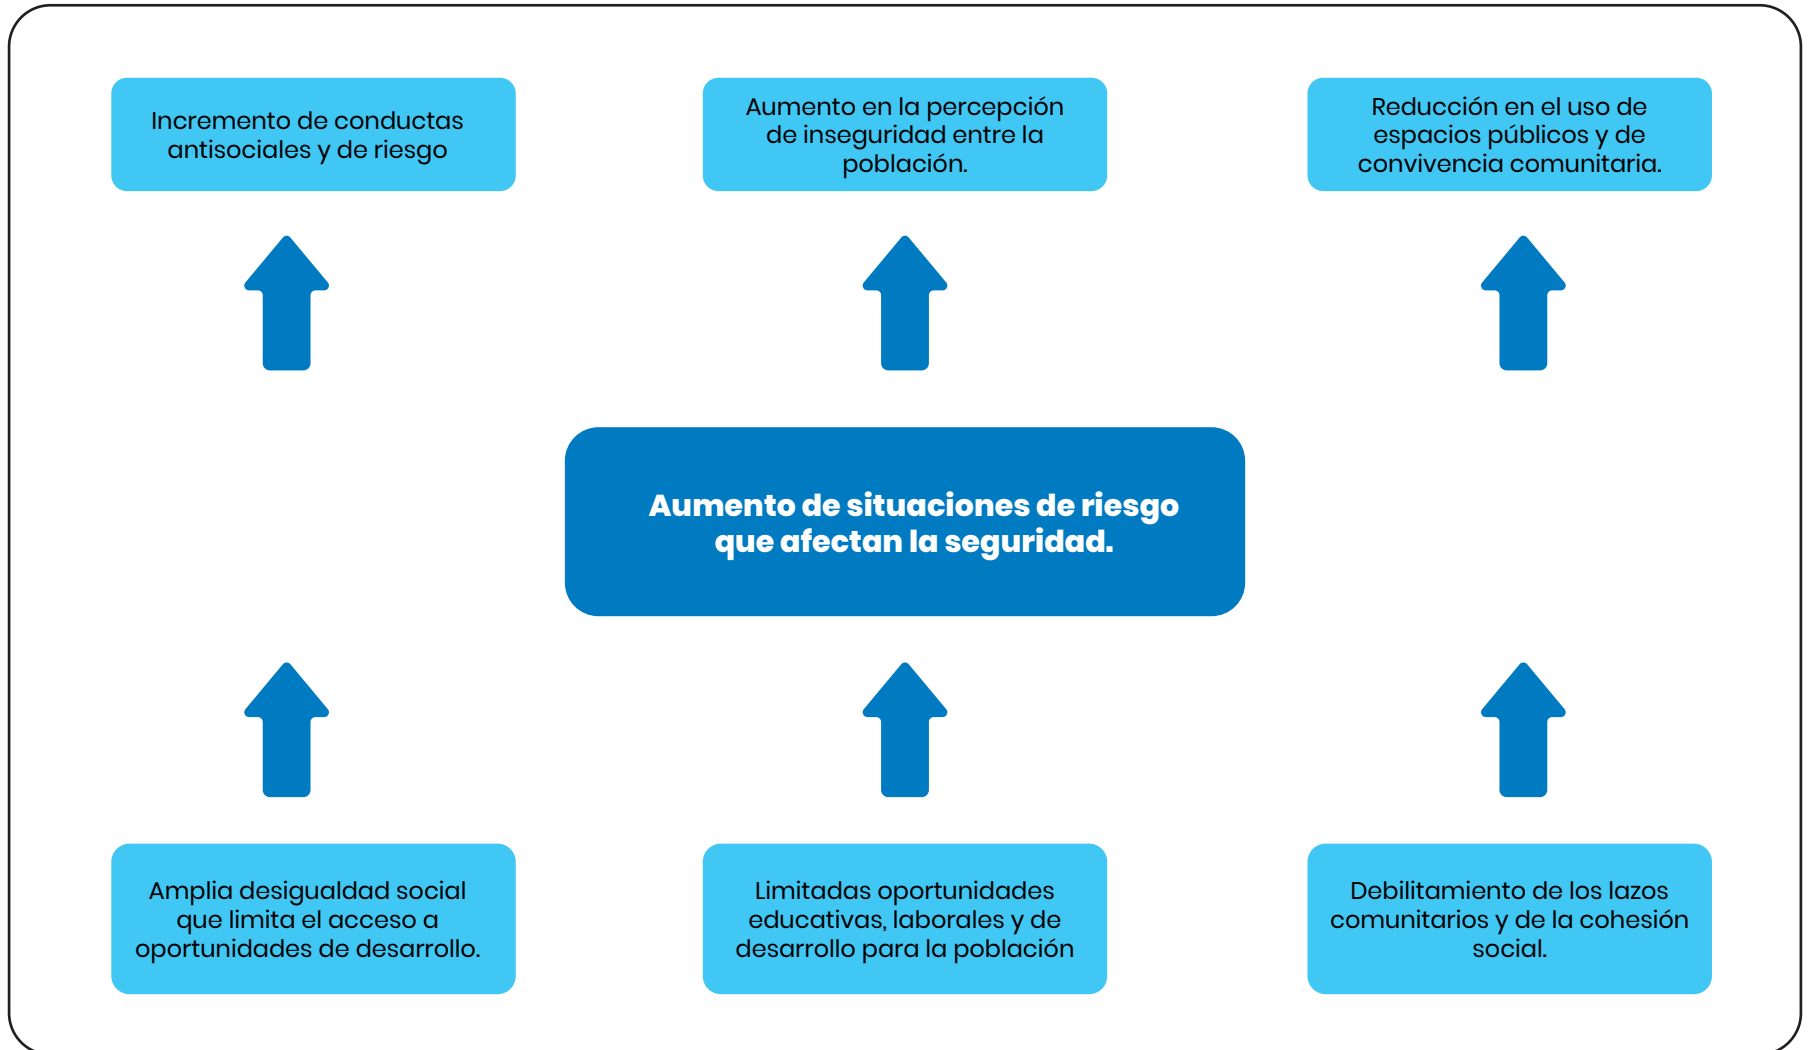 Incremento de conductas
antisociales y de riesgo
Aumento en la percepción
de inseguridad entre la
población.
Reducción en el uso de
espacios públicos y de
convivencia comunitaria.
Aumento de situaciones de riesgo
que afectan la seguridad.
Amplia desigualdad social
que limita el acceso a
oportunidades de desarrollo.
Limitadas oportunidades
educativas, laborales y de
desarrollo para la población
Debilitamiento de los lazos
comunitarios y de la cohesión
social.